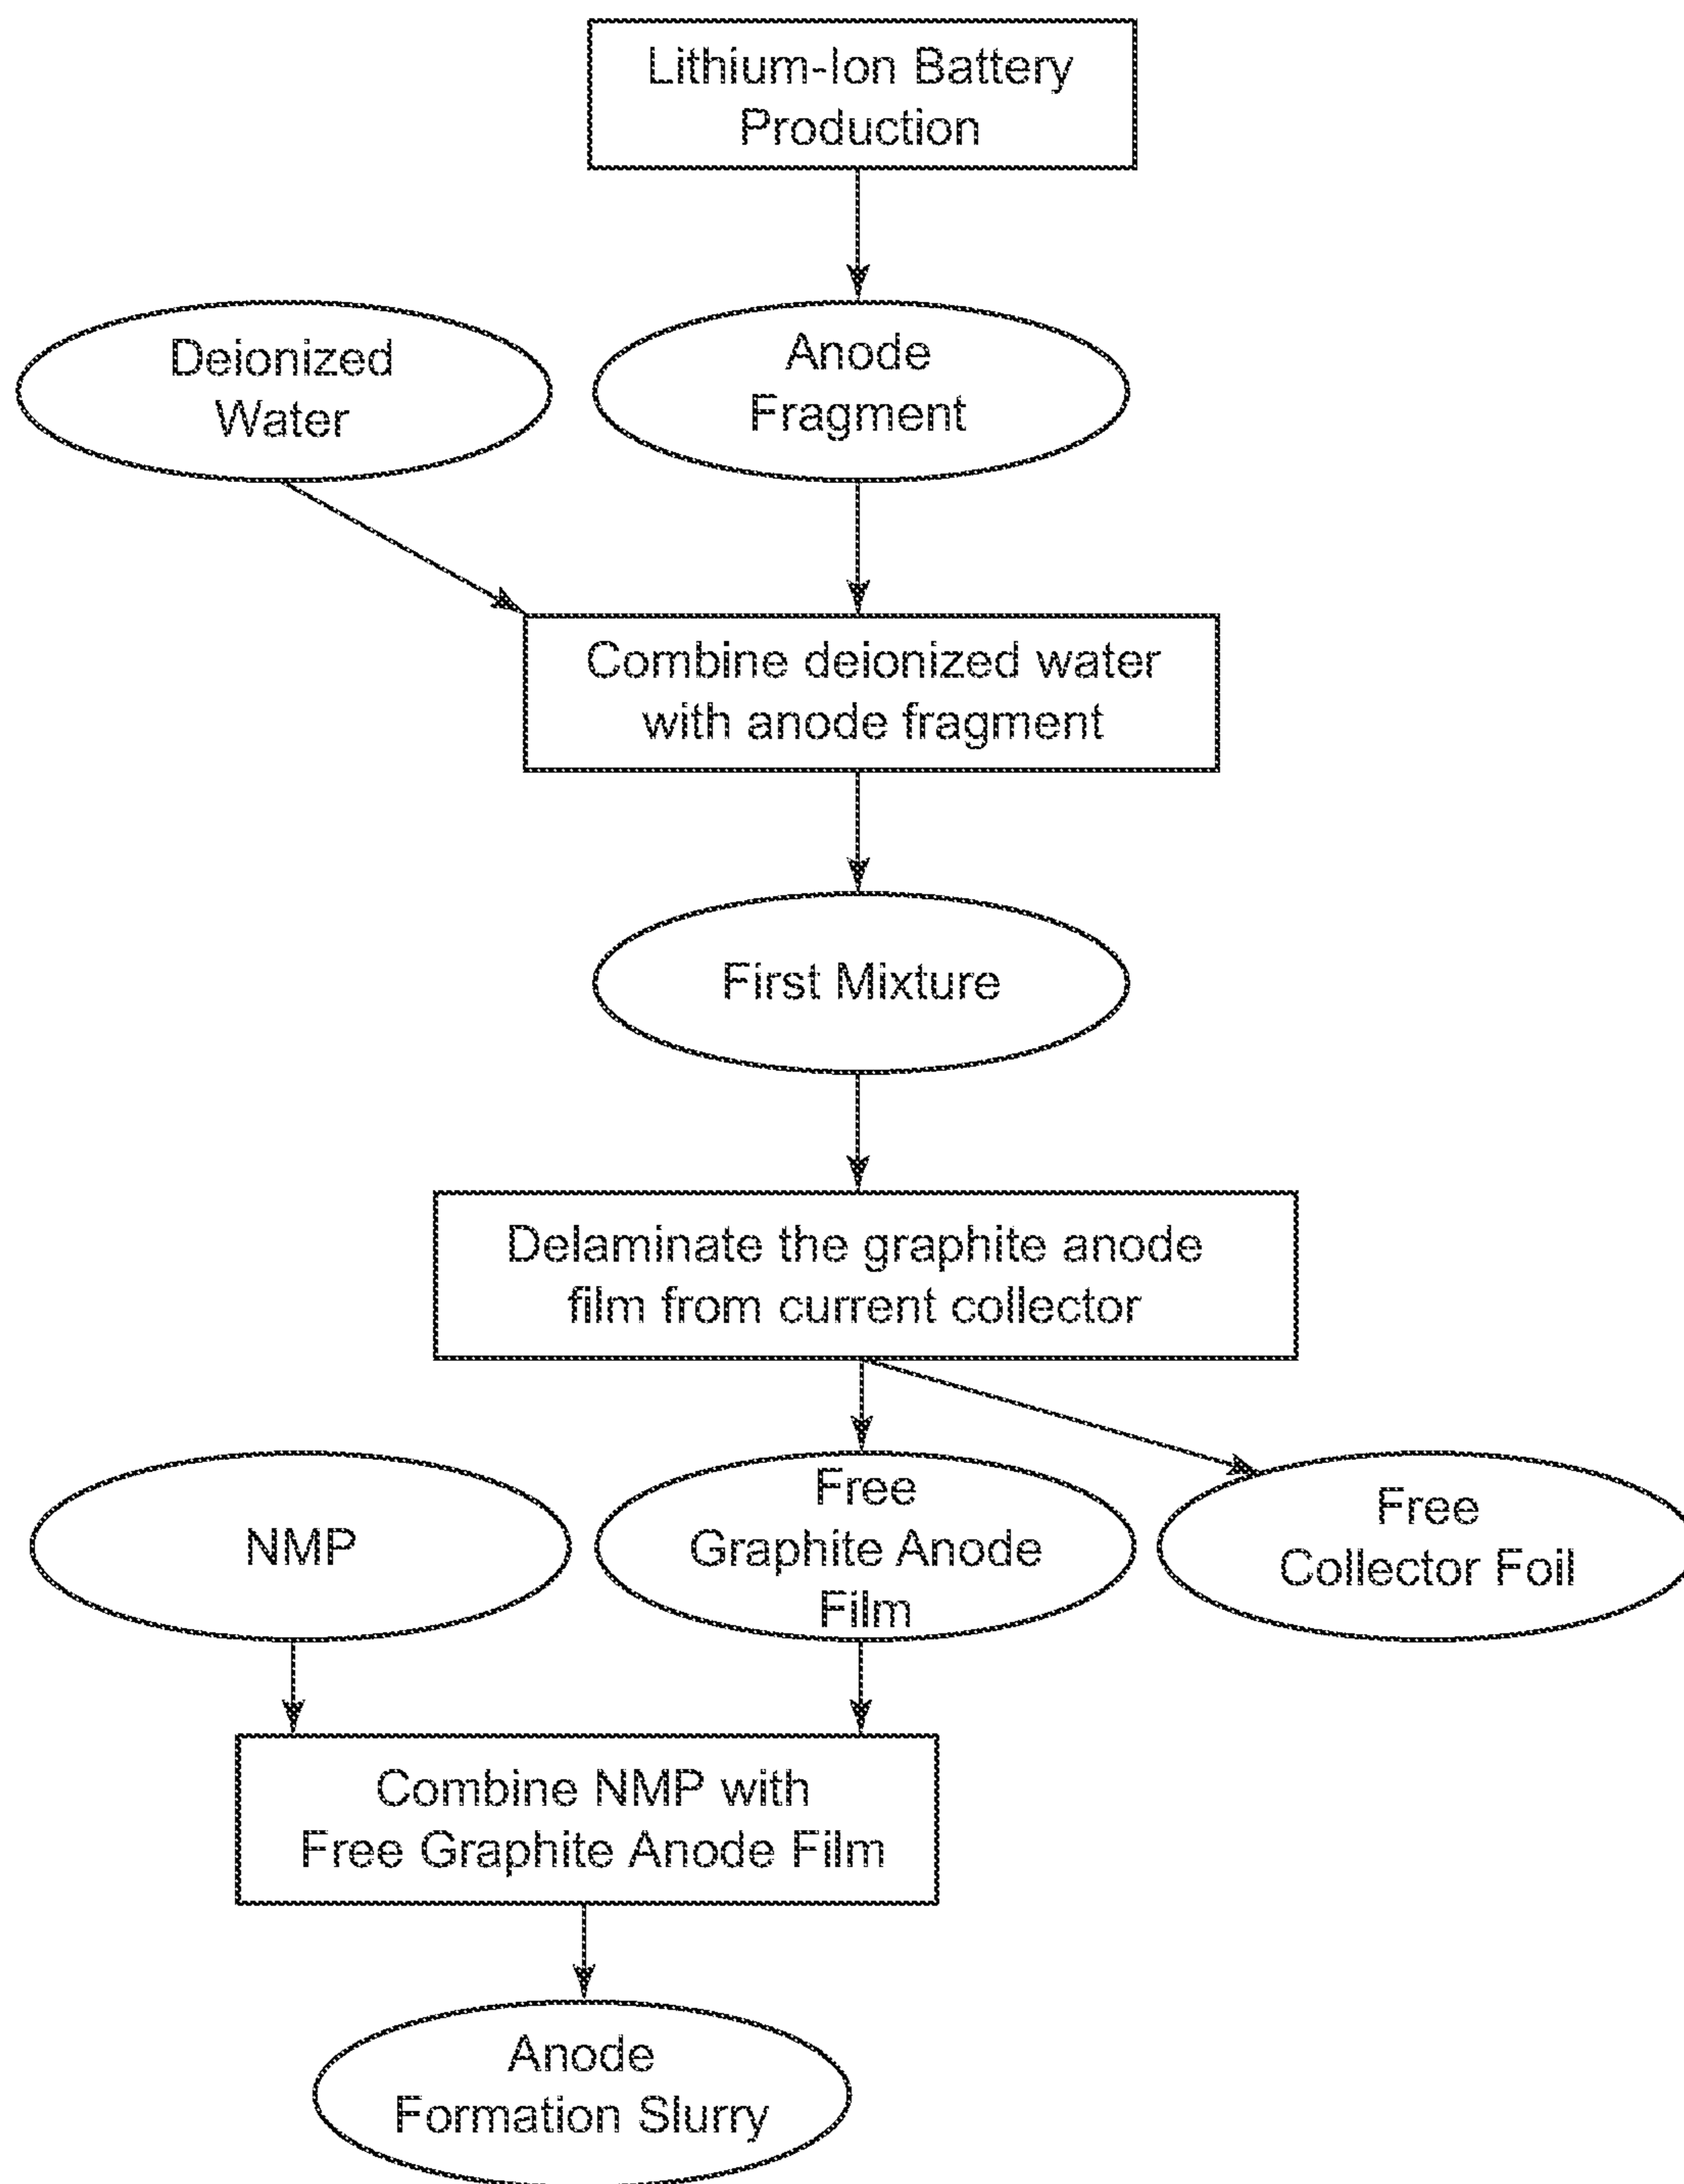 Lithium-Ion Battery
Production
Deionized
Water
Anode
Fragment
Combine deionized water
with anode fragment
First Mixture
Delaminate the graphite anode
film from current collector
NMP
Free
Graphite Anode
Film
Free
Collector Foil
Combine NMP with
Free Graphite Anode Film
Anode
Formation Slurry